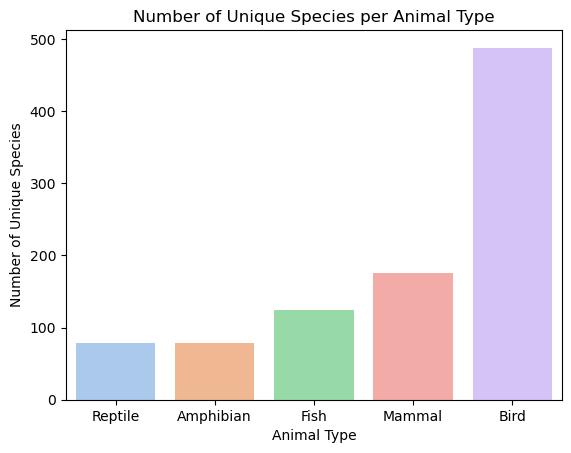 Number of Unique Species per Animal Type
500
400
300
200
100
0
Number of Unique Species
Reptile Amphibian Fish Mammal Bird
Animal Type